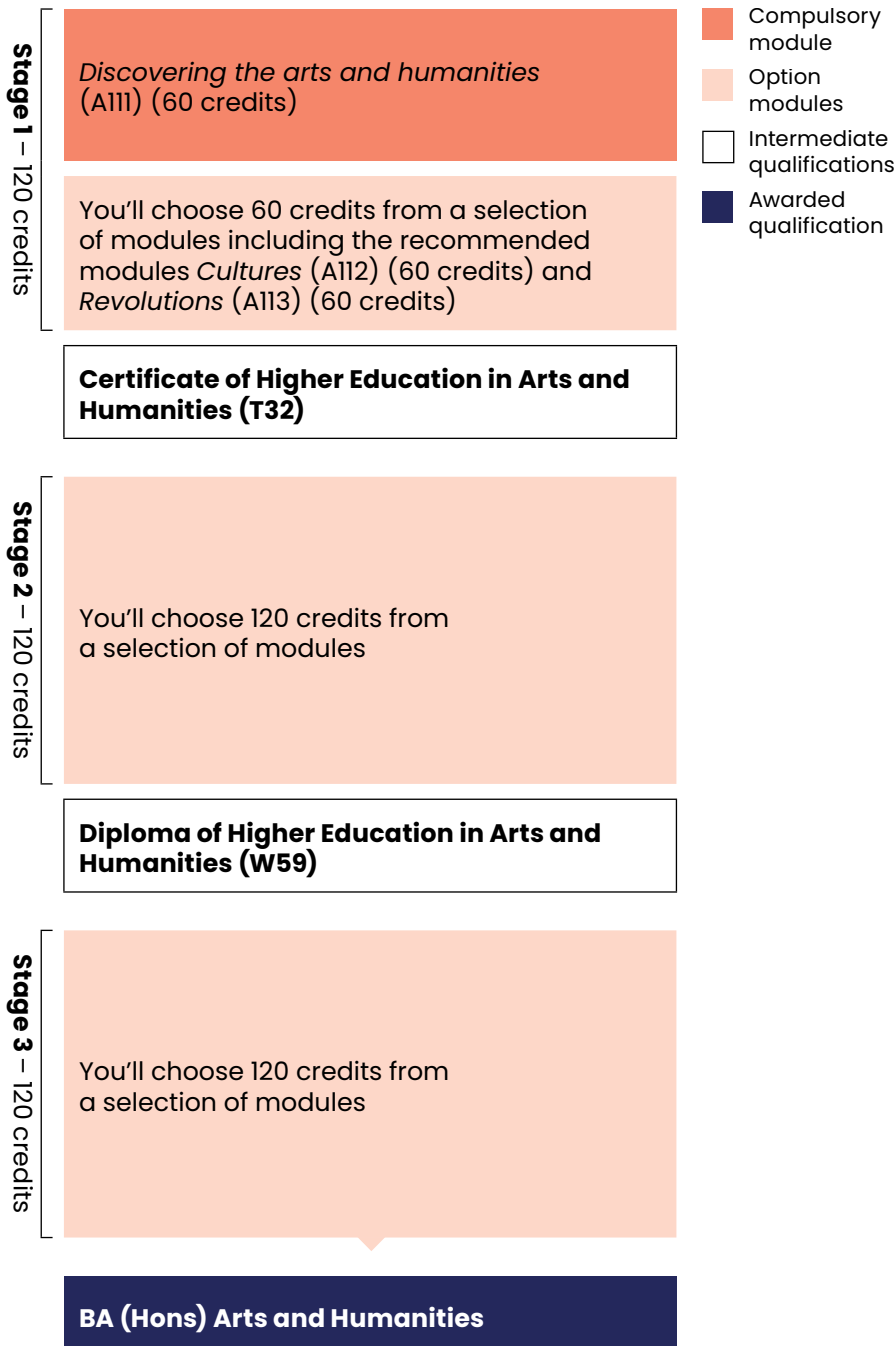 Stage 1 – 120 credits
Discovering the arts and humanities
(A111) (60 credits)
You’ll choose 60 credits from a selection
of modules including the recommended
modules Cultures (A112) (60 credits) and
Revolutions (A113) (60 credits)
Certificate of Higher Education in Arts and
Humanities (T32)
Stage 2 – 120 credits
You’ll choose 120 credits from
a selection of modules
Diploma of Higher Education in Arts and
Humanities (W59)
Stage 3 – 120 credits
You’ll choose 120 credits from
a selection of modules
BA (Hons) Arts and Humanities
Compulsory
module
Option
modules
Intermediate
qualifications
Awarded
qualification